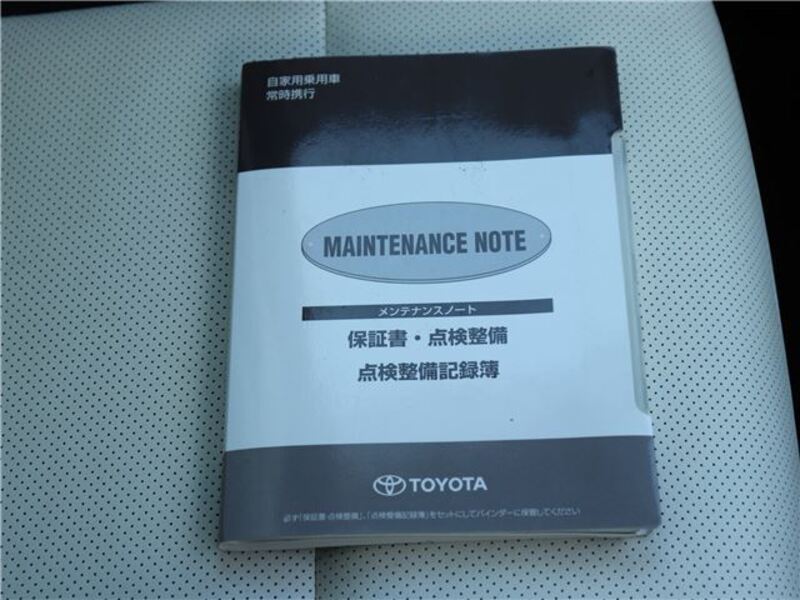 自家用乗用車
常時携行
MAINTENANCE NOTE
メンテナンスノート
保証書・点検整備
点検整備記録簿
TOYOTA
必ず「保証書・点検整備」、「点検整備記録簿」をセットにしてバインダーに保管してください